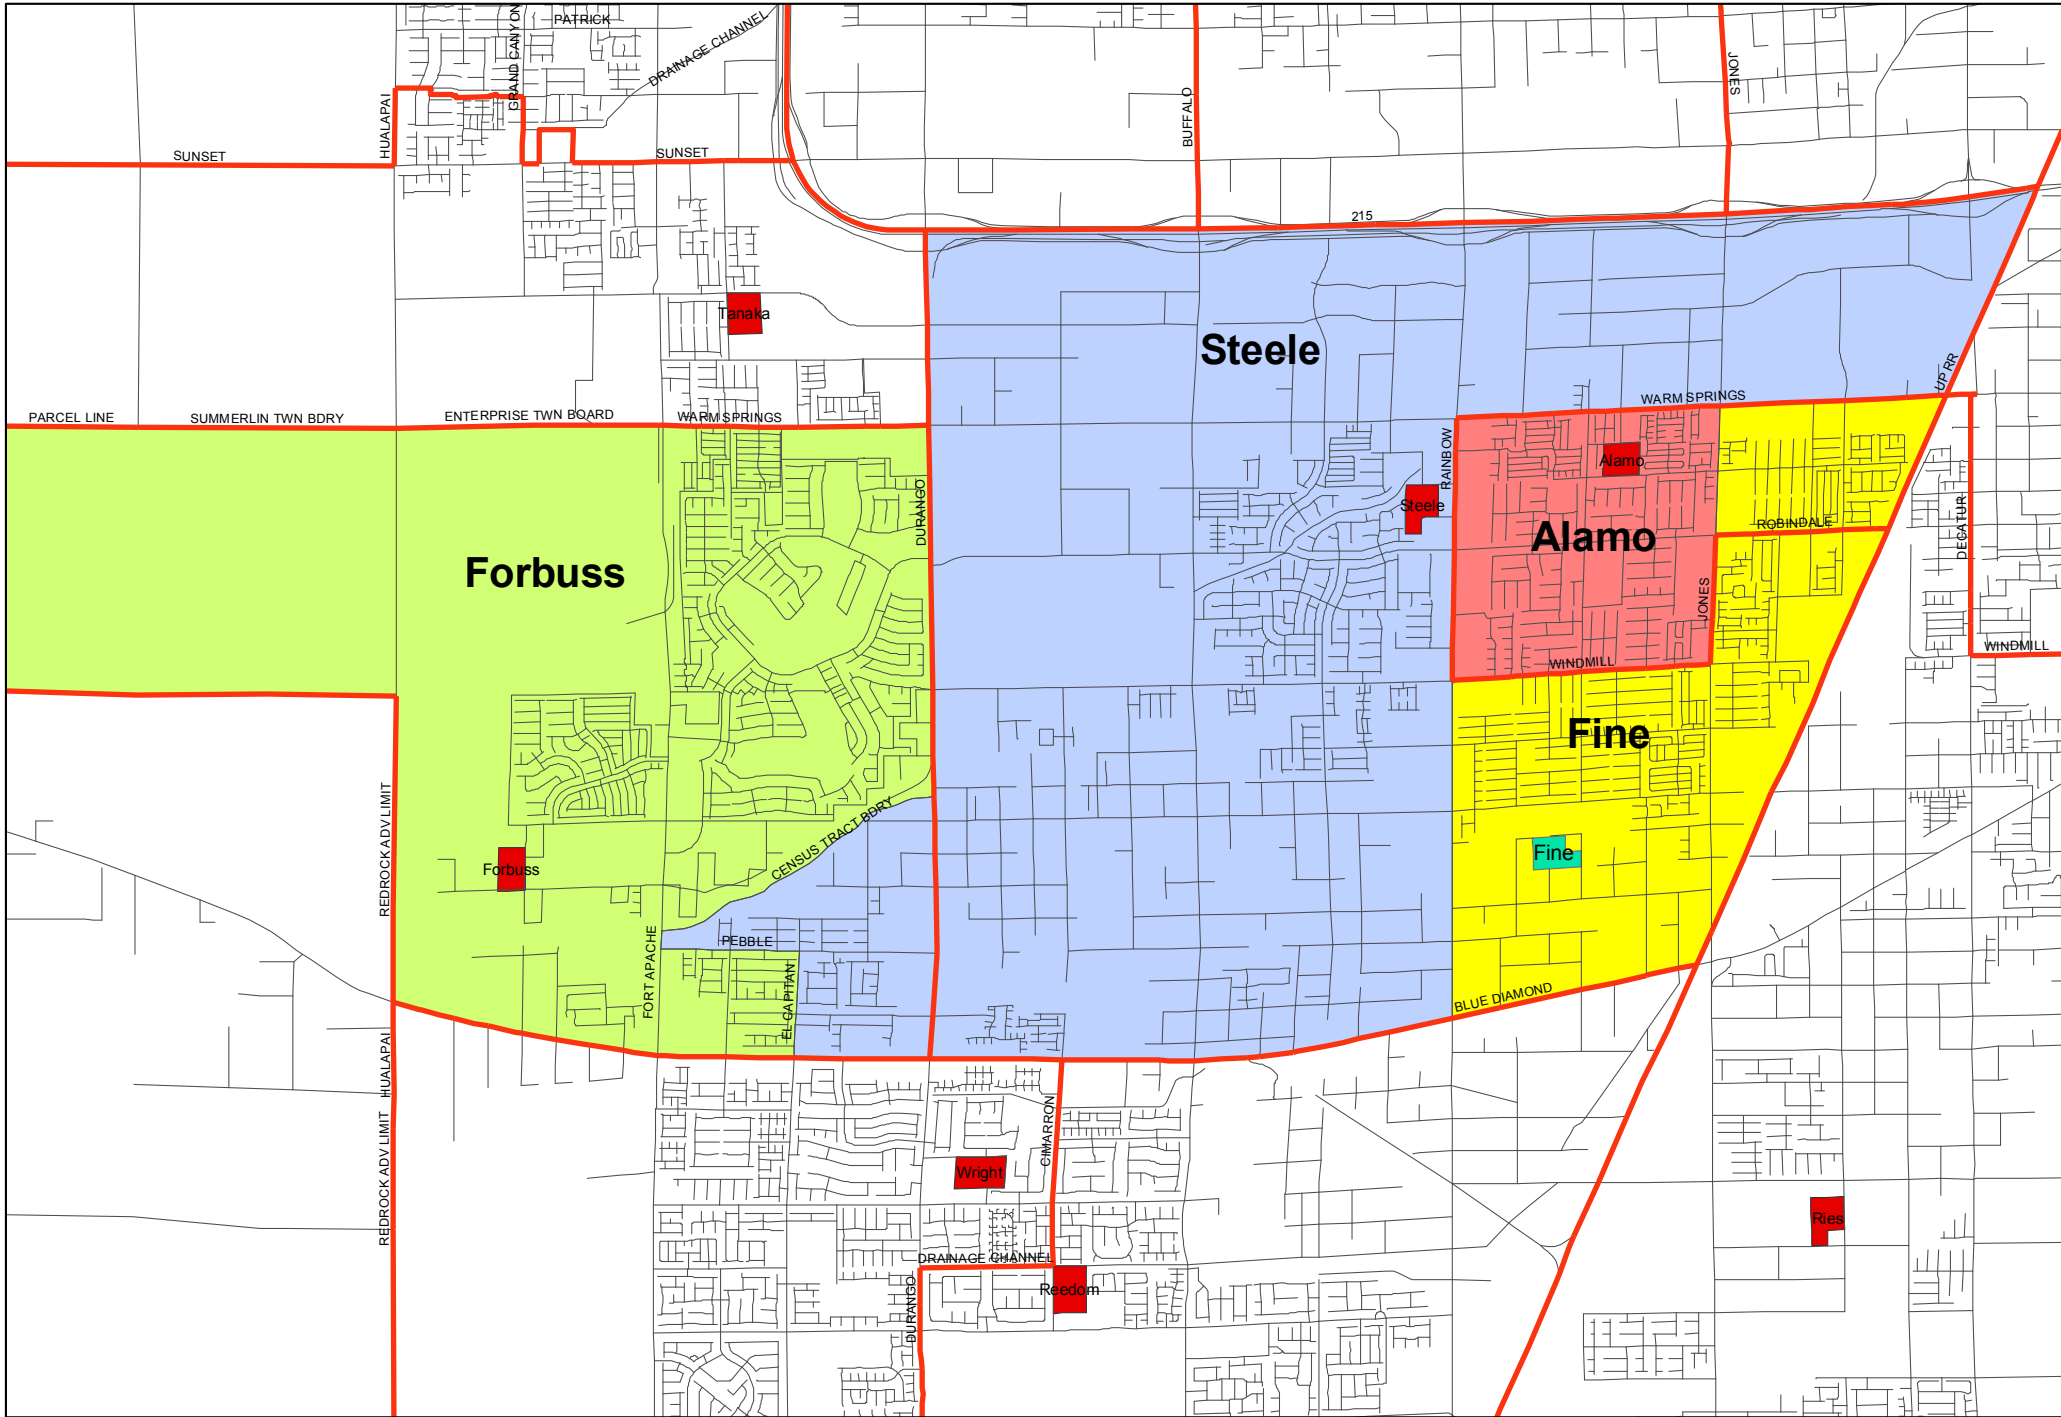 PATRICK
GRAND CANYON
DRAINAGE CHANNEL
JONES
HUALAPAI
BUFFALO
SUNSET
SUNSET
215
Tanaka
Steele
UP RR
WARM SPRINGS
PARCEL LINE
SUMMERLIN TWN BDRY
ENTERPRISE TWN BOARD
WARM SPRINGS
RAINBOW
Alamo
Steele
DURANGO
ROBINDALE
DECATUR
Alamo
Forbuss
JONES
WINDMILL
WINDMILL
Fine
REDROCK ADV LIMIT
CENSUS TRACT BDRY
Fine
Forbuss
PEBBLE
FORT APACHE
EL CAPITAN
BLUE DIAMOND
HUALAPAI
REDROCK ADV LIMIT
CIMARRON
Wright
Ries
DRAINAGE CHANNEL
Reedom
DURANGO